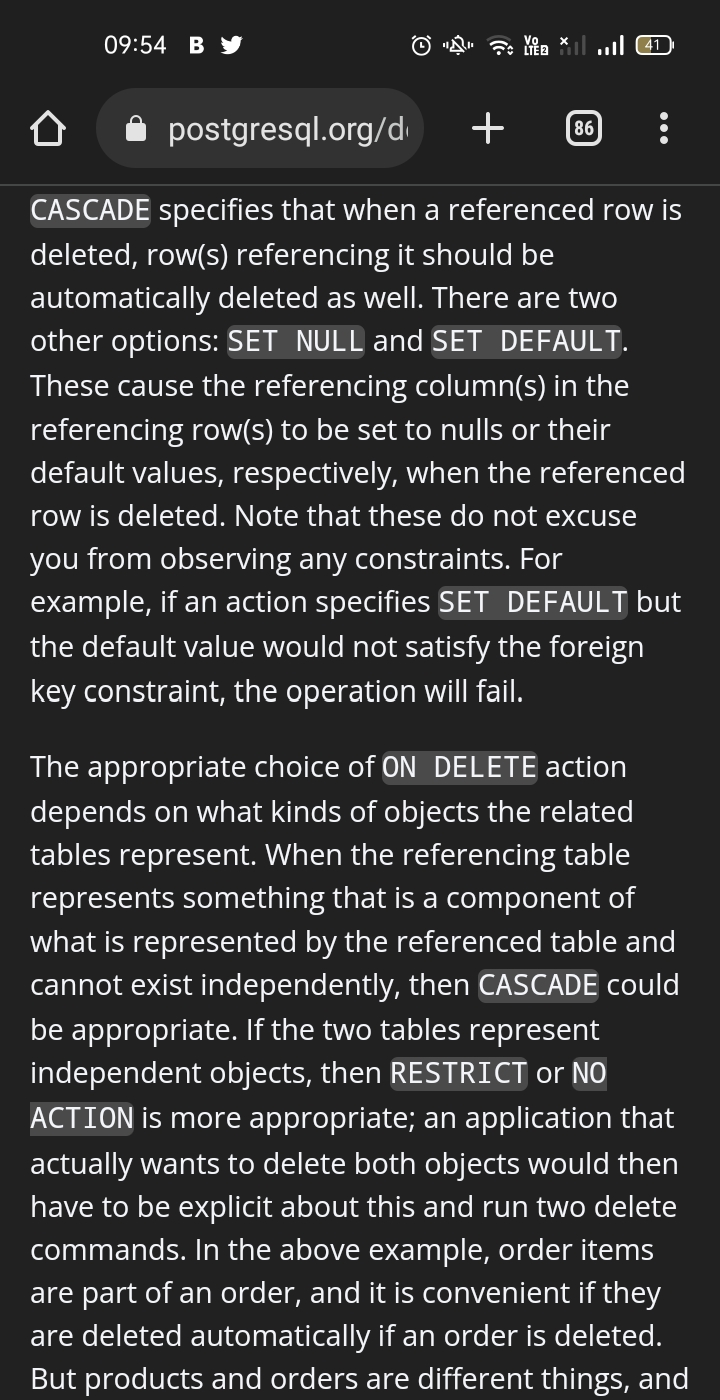 09:54 B Vo LTE2 41
postgresql.org/d 86
CASCADE specifies that when a referenced row is
deleted, row(s) referencing it should be
automatically deleted as well. There are two
other options: SET NULL and SET DEFAULT.
These cause the referencing column(s) in the
referencing row(s) to be set to nulls or their
default values, respectively, when the referenced
row is deleted. Note that these do not excuse
you from observing any constraints. For
example, if an action specifies SET DEFAULT but
the default value would not satisfy the foreign
key constraint, the operation will fail.
The appropriate choice of ON DELETE action
depends on what kinds of objects the related
tables represent. When the referencing table
represents something that is a component of
what is represented by the referenced table and
cannot exist independently, then CASCADE could
be appropriate. If the two tables represent
independent objects, then RESTRICT or NO
ACTION is more appropriate; an application that
actually wants to delete both objects would then
have to be explicit about this and run two delete
commands. In the above example, order items
are part of an order, and it is convenient if they
are deleted automatically if an order is deleted.
But products and orders are different things, and